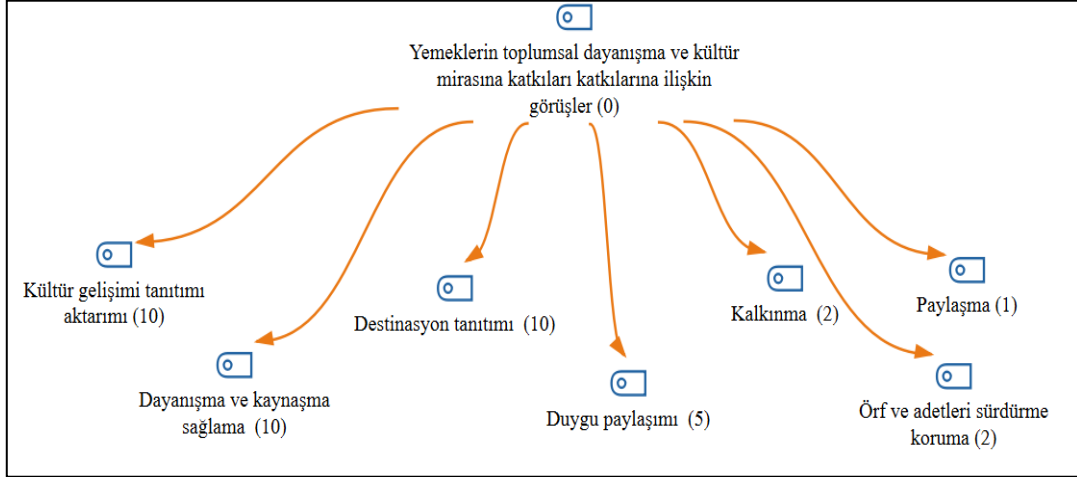 Yemeklerin toplumsal dayanışma ve kültür
mirasına katkıları katkılarına ilişkin
görüşler (0)
Kültür gelişimi tanıtımı
aktarımı (10)
Dayanışma ve kaynaşma
sağlama (10)
Destinasyon tanıtımı (10)
Duygu paylaşımı (5)
Kalkınma (2)
Örf ve adetleri sürdürme
koruma (2)
Paylaşma (1)